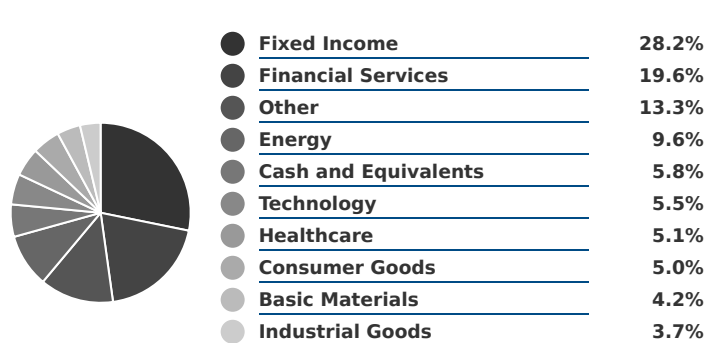 Fixed Income 28.2%
Financial Services 19.6%
Other 13.3%
Energy 9.6%
Cash and Equivalents 5.8%
Technology 5.5%
Healthcare 5.1%
Consumer Goods 5.0%
Basic Materials 4.2%
Industrial Goods 3.7%